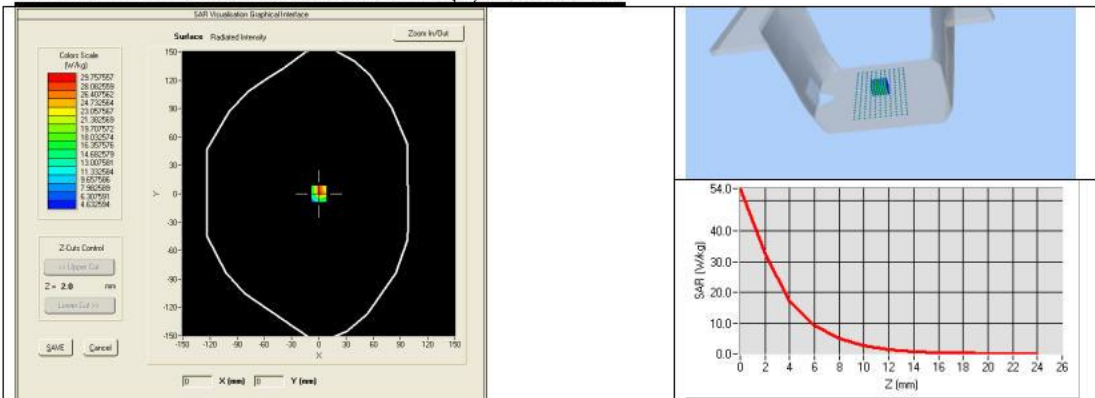 SAR Visualisation Graphical Interface
Surface Radiated Intensity
Zoom In/Out
Colors Scale
(W/kg)
29.757557
28.082559
26.407562
24.732564
23.057567
21.382569
19.707572
18.032574
16.357576
14.682579
13.007581
11.332584
9.657586
7.982589
6.307591
4.632594
Z-Cuts Control
<< Upper Cut
Z = 2.0 mm
Lower Cut >>
SAVE Cancel
150
120
90
60
30
0
-30
-60
-90
-120
-150
Y
-150 -120 -90 -60 -30 0 30 60 90 120 150
X
0 X (mm) 0 Y (mm)
54.0
40.0
30.0
20.0
10.0
0.0
SAR (W/kg)
0 2 4 6 8 10 12 14 16 18 20 22 24 26
Z (mm)